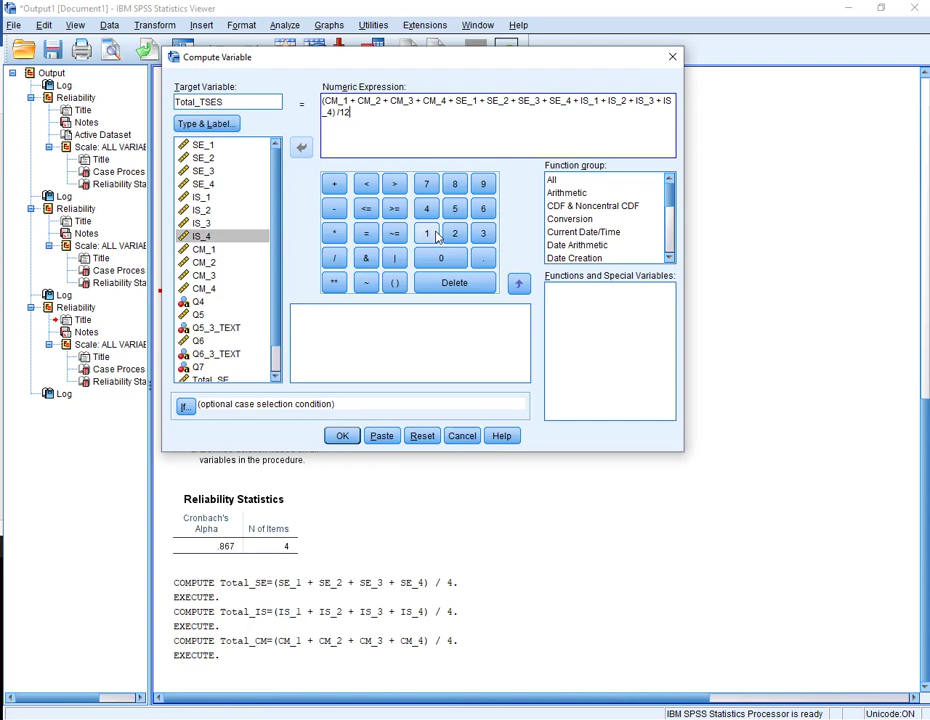 *Output1 [Document1] - IBM SPSS Statistics Viewer
File Edit View Data Transform Insert Format Analyze Graphs Utilities Extensions Window Help
Output
Log
Reliability
Title
Notes
Active Dataset
Scale: ALL VARIA
Title
Case Proces
Reliability Sta
Log
Reliability
Title
Notes
Scale: ALL VARIA
Title
Case Proces
Reliability Sta
Log
Reliability
Title
Notes
Scale: ALL VARIA
Title
Case Proces
Reliability Sta
Log
Compute Variable
Target Variable:
Total_TSES
=
Type & Label...
Numeric Expression:
(CM_1 + CM_2 + CM_3 + CM_4 + SE_1 + SE_2 + SE_3 + SE_4 + IS_1 + IS_2 + IS_3 + IS
_4) /12
SE_1
SE_2
SE_3
SE_4
IS_1
IS_2
IS_3
IS_4
CM_1
CM_2
CM_3
CM_4
Q4
Q5
Q5_3_TEXT
Q6
Q6_3_TEXT
Q7
Total_SE
+ < > 7 8 9
- <= >= 4 5 6
* = ~= 1 2 3
/ & | 0 .
** ~ ( ) Delete
Function group:
All
Arithmetic
CDF & Noncentral CDF
Conversion
Current Date/Time
Date Arithmetic
Date Creation
Functions and Special Variables:
If... (optional case selection condition)
OK Paste Reset Cancel Help
variables in the procedure.
Reliability Statistics
Cronbach's
Alpha N of Items
.867 4
COMPUTE Total_SE=(SE_1 + SE_2 + SE_3 + SE_4) / 4.
EXECUTE.
COMPUTE Total_IS=(IS_1 + IS_2 + IS_3 + IS_4) / 4.
EXECUTE.
COMPUTE Total_CM=(CM_1 + CM_2 + CM_3 + CM_4) / 4.
EXECUTE.
IBM SPSS Statistics Processor is ready Unicode:ON